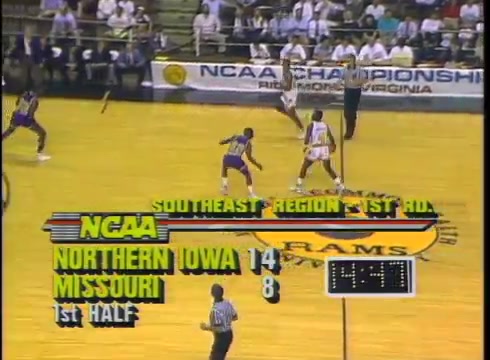 NCAA CHAMPIONSHIP
RICHMOND, VIRGINIA
SOUTHEAST REGION - 1ST RD.
NCAA
NORTHERN IOWA 14
MISSOURI 8
1st HALF
14:47
RAMS